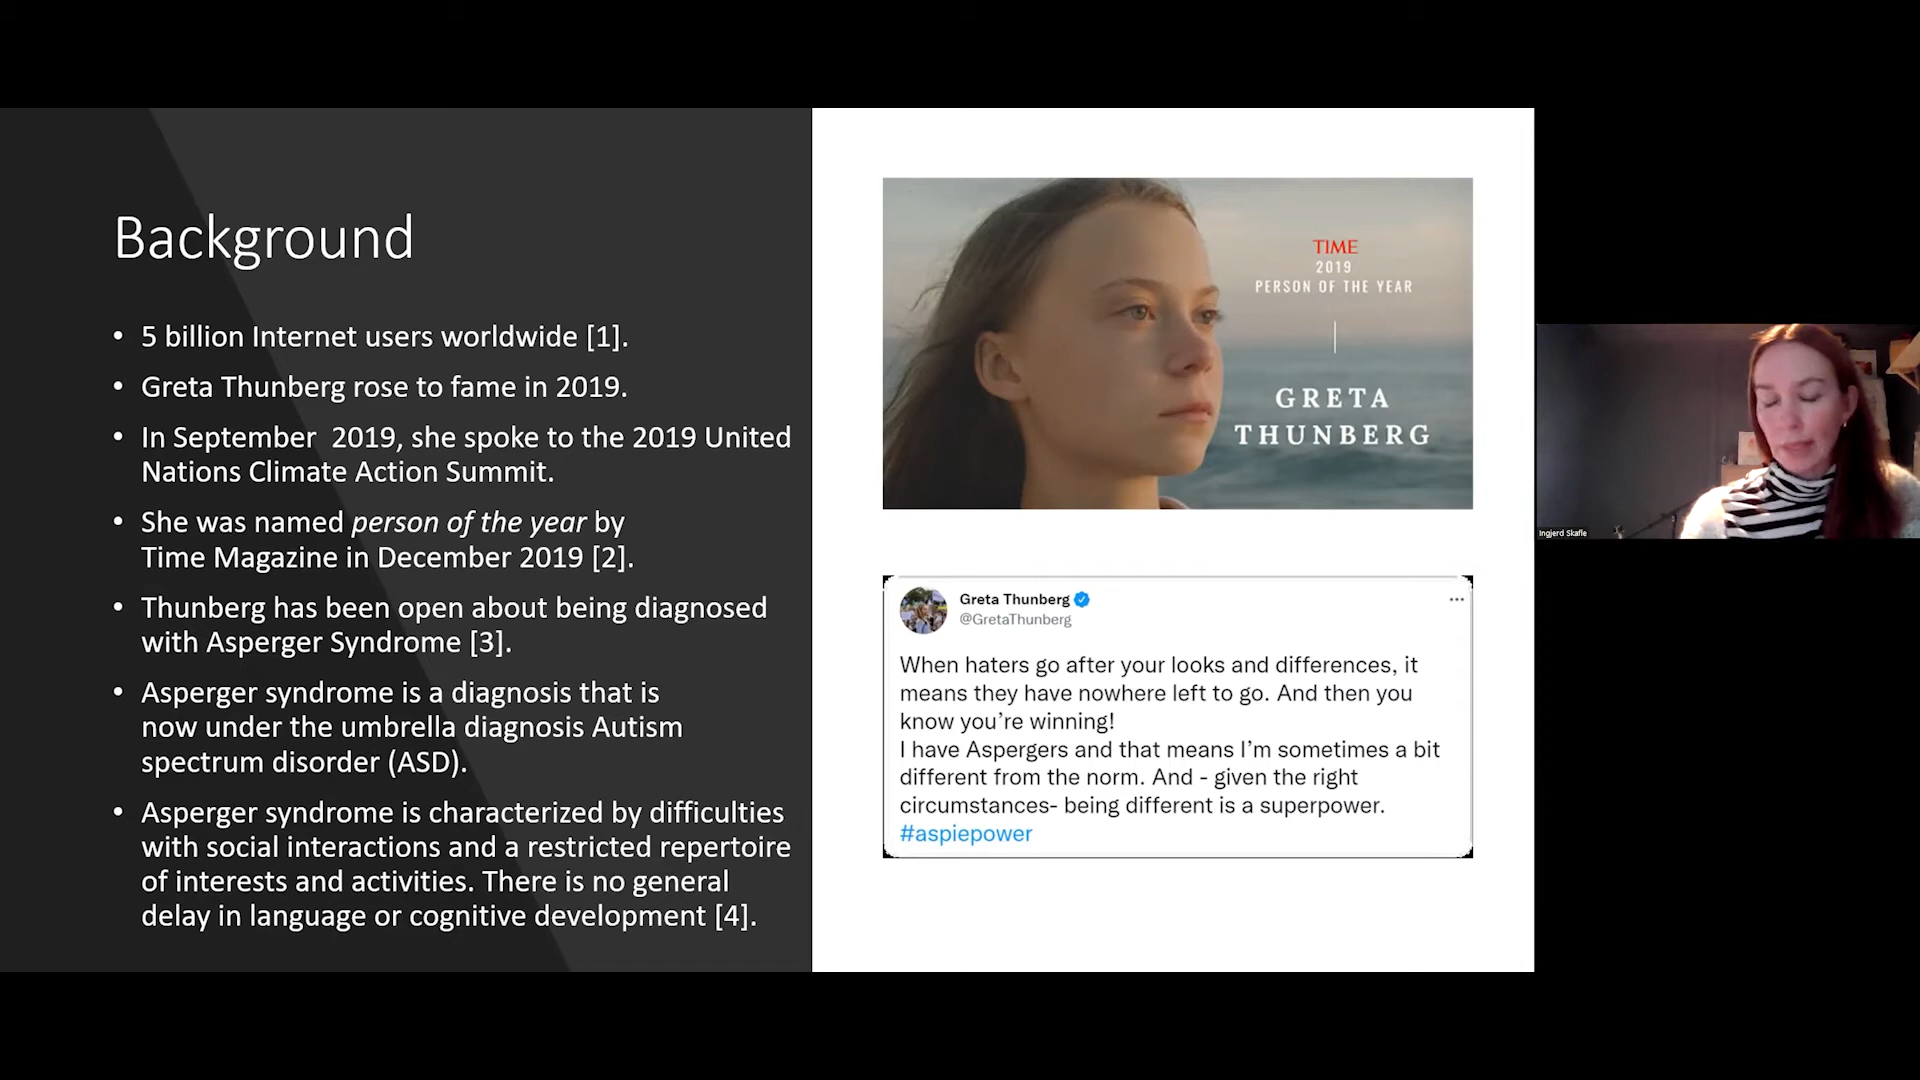 Background
• 5 billion Internet users worldwide [1].
• Greta Thunberg rose to fame in 2019.
• In September  2019, she spoke to the 2019 United
Nations Climate Action Summit.
• She was named person of the year by
Time Magazine in December 2019 [2].
• Thunberg has been open about being diagnosed
with Asperger Syndrome [3].
• Asperger syndrome is a diagnosis that is
now under the umbrella diagnosis Autism
spectrum disorder (ASD).
• Asperger syndrome is characterized by difficulties
with social interactions and a restricted repertoire
of interests and activities. There is no general
delay in language or cognitive development [4].
TIME
2019
PERSON OF THE YEAR
GRETA
THUNBERG
Greta Thunberg
@GretaThunberg
When haters go after your looks and differences, it
means they have nowhere left to go. And then you
know you’re winning!
I have Aspergers and that means I’m sometimes a bit
different from the norm. And - given the right
circumstances- being different is a superpower.
#aspiepower
Ingjerd Skafle